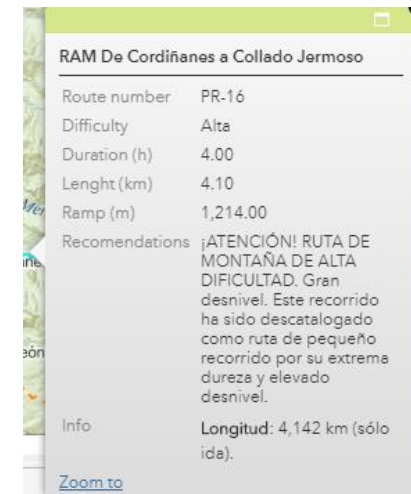 RAM De Cordiñanes a Collado Jermoso
Route number PR-16
Difficulty Alta
Duration (h) 4.00
Lenght (km) 4.10
Ramp (m) 1,214.00
Recomendations ¡ATENCIÓN! RUTA DE
MONTAÑA DE ALTA
DIFICULTAD. Gran
desnivel. Este recorrido
ha sido descatalogado
como ruta de pequeño
recorrido por su extrema
dureza y elevado
desnivel.
Info Longitud: 4,142 km (sólo
ida).
Zoom to